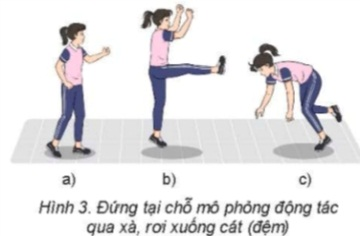 a)
b)
c)
Hình 3. Đứng tại chỗ mô phỏng động tác
qua xà, rơi xuống cát (đệm)